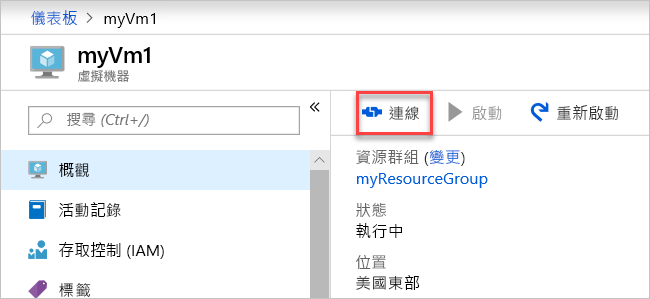 儀表板 > myVm1
myVm1
虛擬機器
搜尋 (Ctrl+/)
«
概觀
活動記錄
存取控制 (IAM)
標籤
連線 啟動 重新啟動
資源群組 (變更)
myResourceGroup
狀態
執行中
位置
美國東部